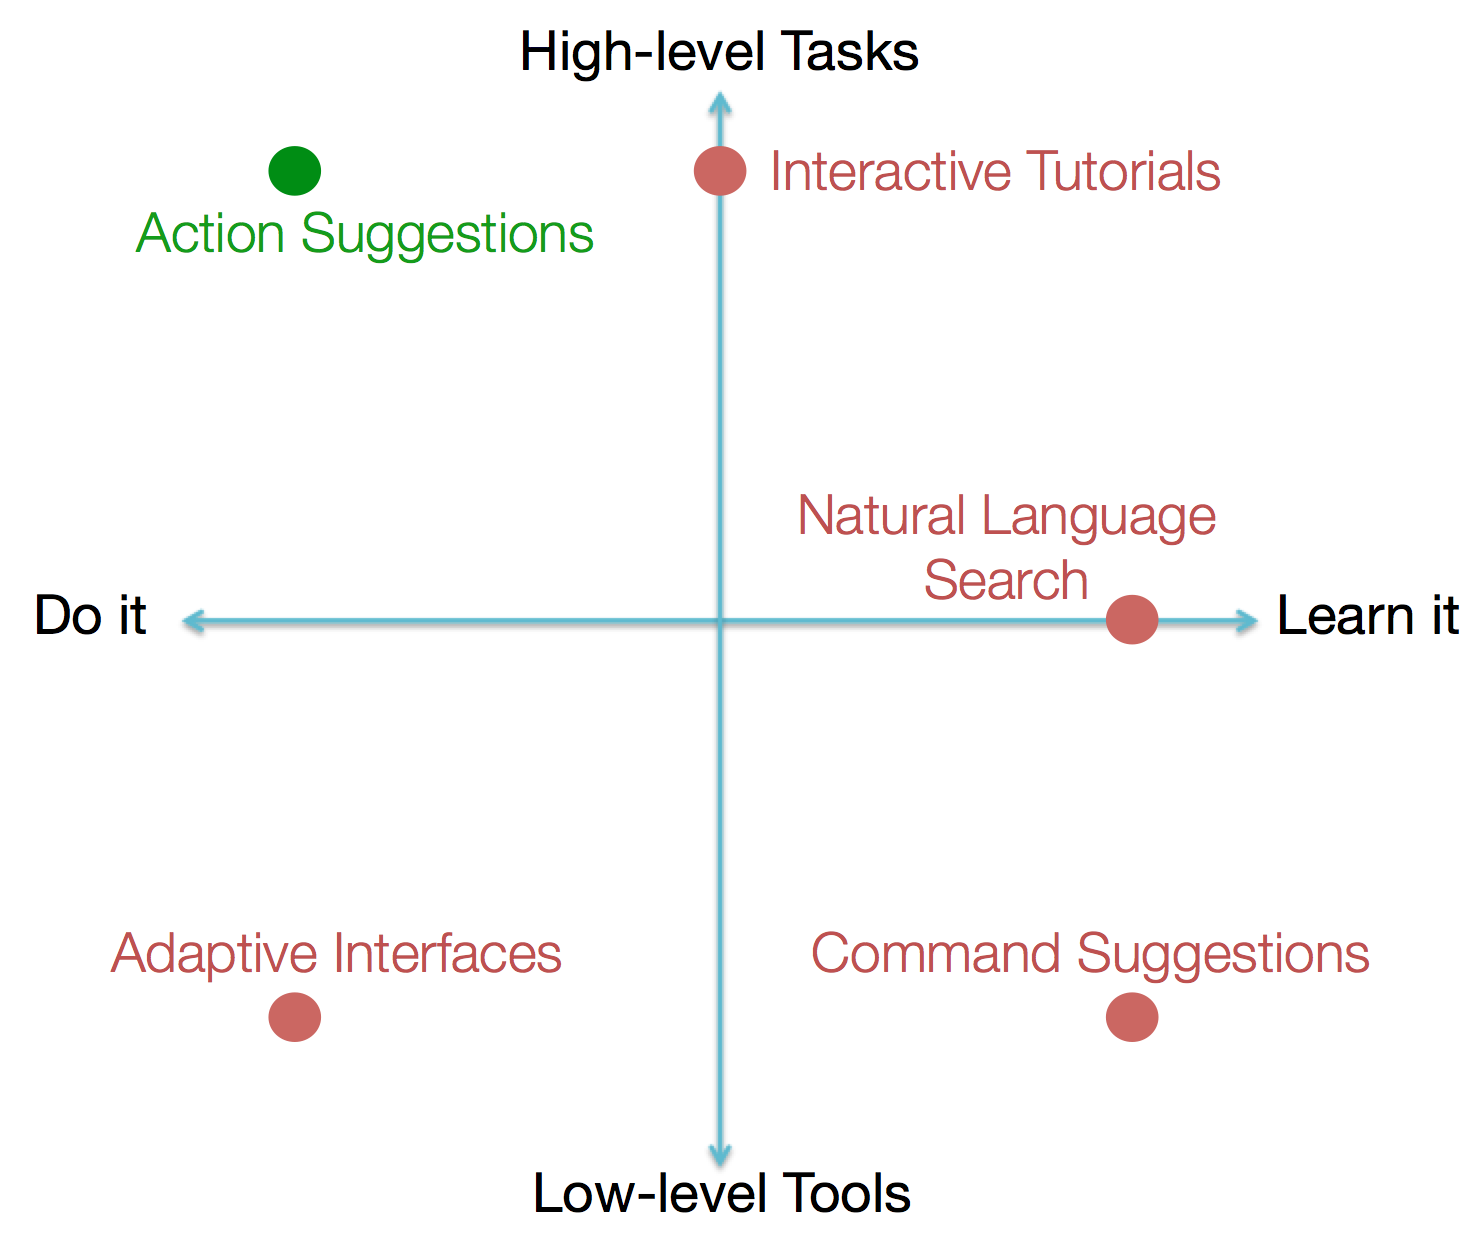 High-level Tasks
Interactive Tutorials
Action Suggestions
Natural Language
Search
Do it
Learn it
Adaptive Interfaces
Command Suggestions
Low-level Tools